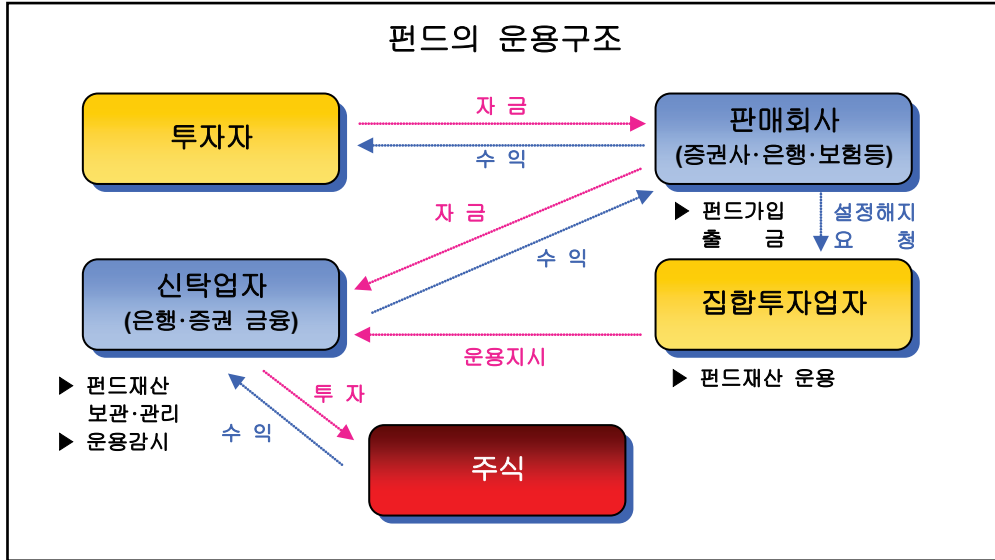 펀드의 운용구조
투자자
자 금
수 익
판매회사
(증권사·은행·보험등)
자 금
수 익
▶ 펀드가입
출 금
설정해지
요 청
신탁업자
(은행·증권 금융)
집합투자업자
운용지시
▶ 펀드재산
보관·관리
▶ 운용감시
▶ 펀드재산 운용
투 자
수 익
주식